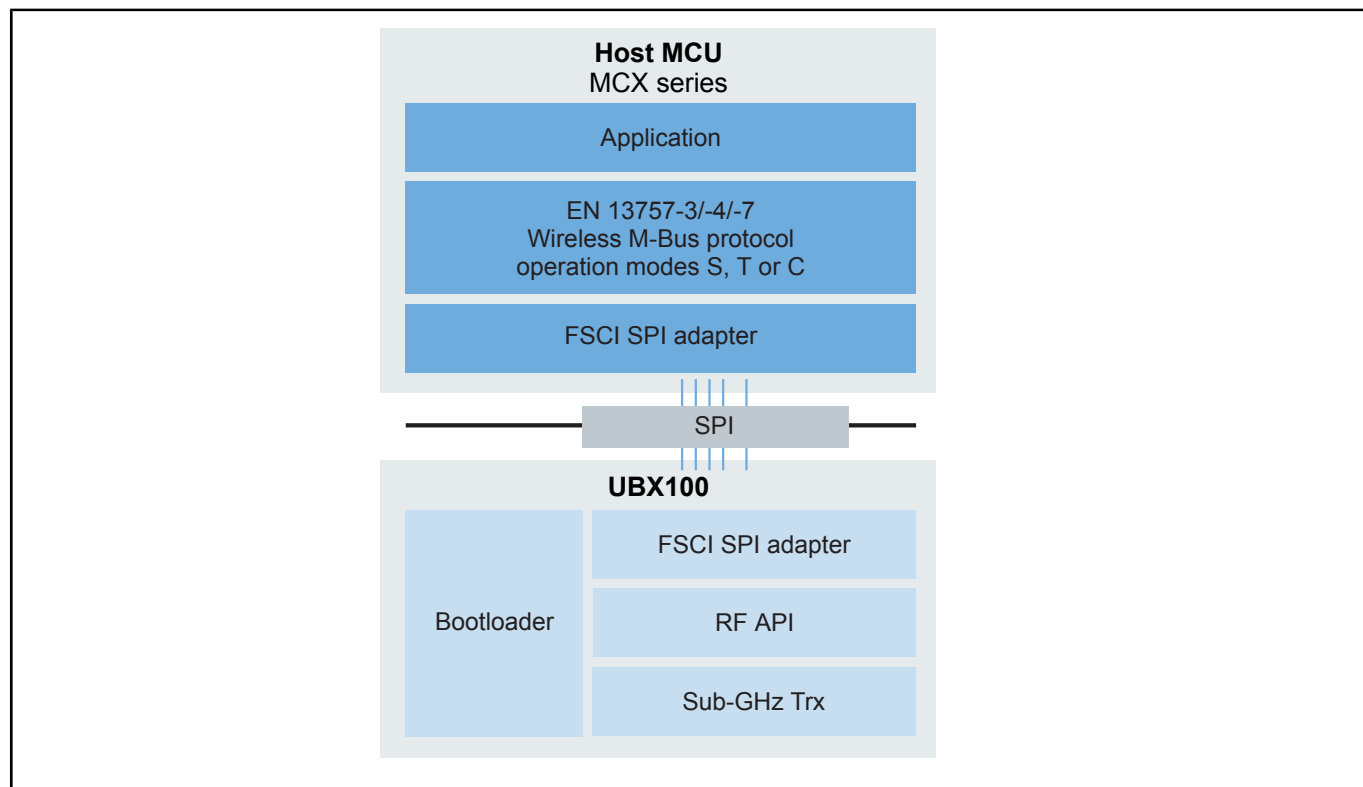 Host MCU
MCX series
Application
EN 13757-3/-4/-7
Wireless M-Bus protocol
operation modes S, T or C
FSCI SPI adapter
SPI
UBX100
Bootloader
FSCI SPI adapter
RF API
Sub-GHz Trx